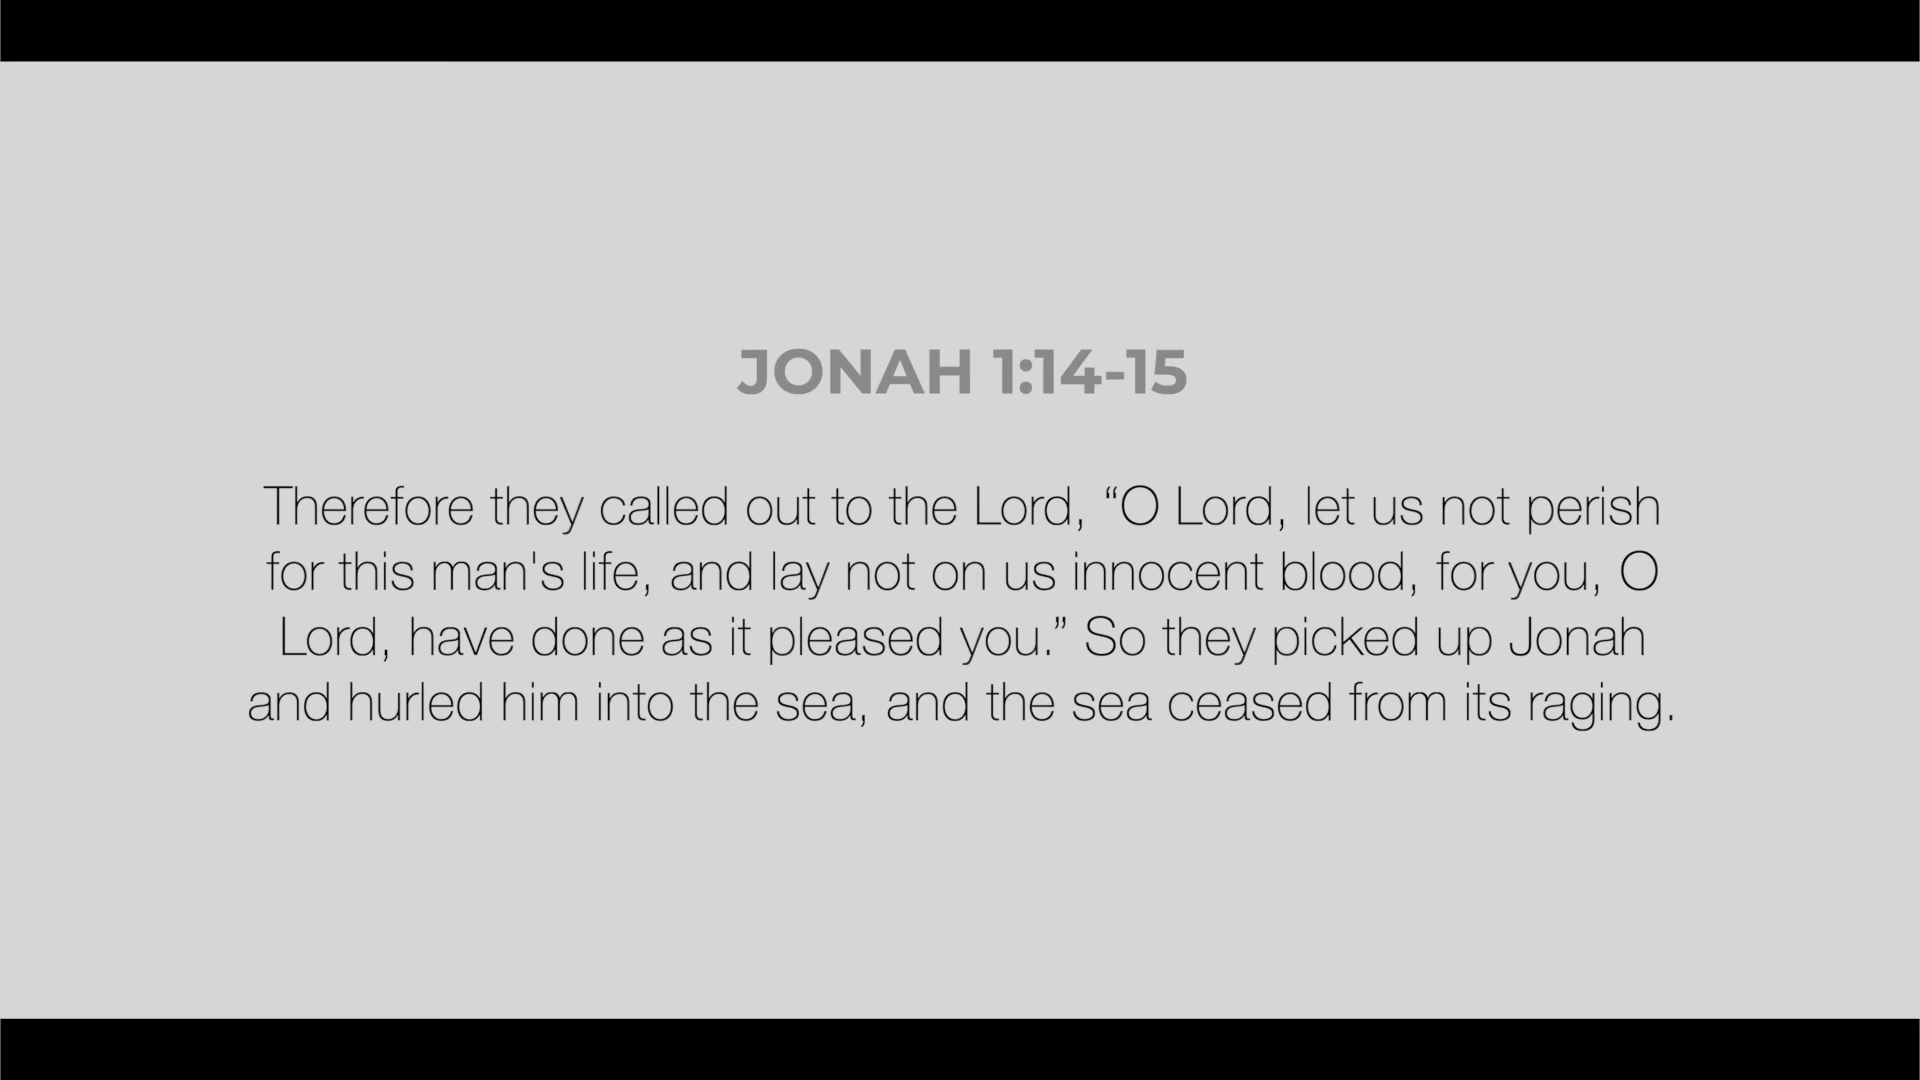 JONAH 1:14-15
Therefore they called out to the Lord, “O Lord, let us not perish
for this man's life, and lay not on us innocent blood, for you, O
Lord, have done as it pleased you.” So they picked up Jonah
and hurled him into the sea, and the sea ceased from its raging.